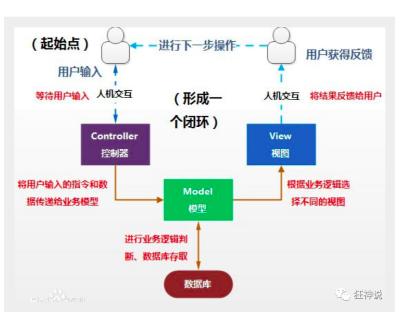 （起始点）
进行下一步操作
用户输入
用户获得反馈
等待用户输入
人机交互
（形成一
个闭环）
人机交互
将结果反馈给用户
Controller
控制器
View
视图
将用户输入的指令和数
据传递给业务模型
Model
模型
根据业务逻辑选
择不同的视图
进行业务逻辑判
断、数据库存取
数据库
狂神说